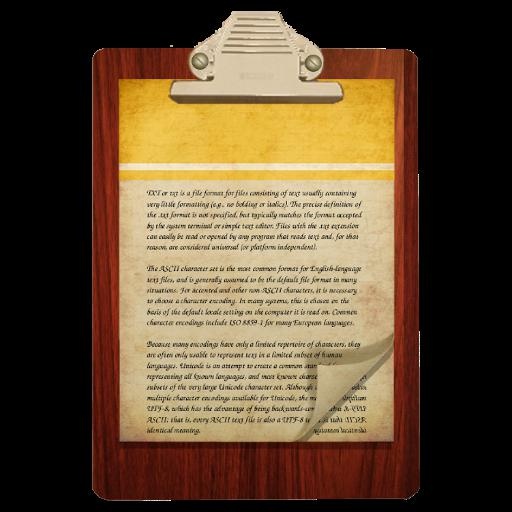 TXT or txt is a file format for files consisting of text usually containing
very little formatting (e.g., no bolding or italics). The precise definition of
the .txt format is not specified, but typically matches the format accepted
by the system terminal or simple text editor. Files with the .txt extension
can easily be read or opened by any program that reads text and, for that
reason, are considered universal (or platform independent).
The ASCII character set is the most common format for English-language
text files, and is generally assumed to be the default file format in many
situations. For accented and other non-ASCII characters, it is necessary
to choose a character encoding. In many systems, this is chosen on the
basis of the default locale setting on the computer it is read on. Common
character encodings include ISO 8859-1 for many European languages.
Because many encodings have only a limited repertoire of characters, they
are often only usable to represent text in a limited subset of human
languages. Unicode is an attempt to create a common
representing all known languages, and most known
subsets of the very large Unicode character set. Although
multiple character encodings available for Unicode, the
UTF-8, which has the advantage of being
ASCII: that is, every ASCII text file is also a UTF-8
identical meaning.